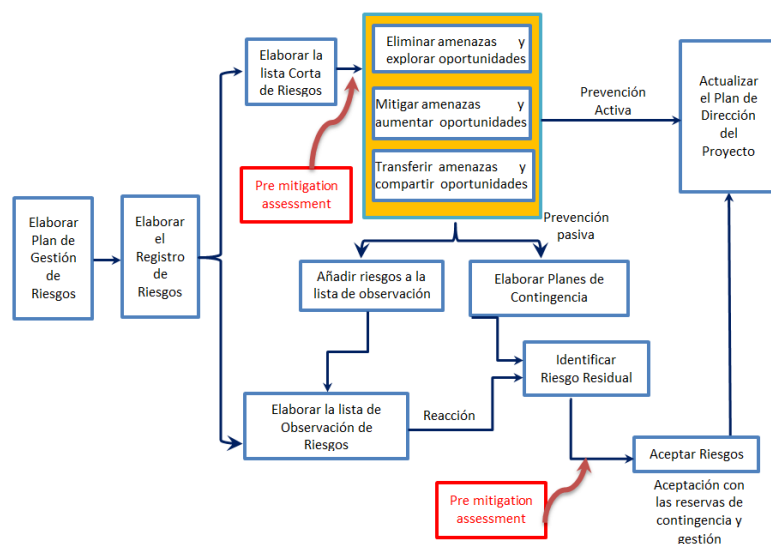 Elaborar la
lista Corta
de Riesgos
Eliminar amenazas y
explorar oportunidades
Mitigar amenazas y
aumentar oportunidades
Transferir amenazas y
compartir oportunidades
Prevención
Activa
Actualizar
el Plan de
Dirección
del
Proyecto
Pre mitigation
assessment
Elaborar
Plan de
Gestión de
Riesgos
Elaborar
el
Registro
de
Riesgos
Prevención
pasiva
Añadir riesgos a la
lista de observación
Elaborar Planes de
Contingencia
Identificar
Riesgo Residual
Elaborar la lista de
Observación de
Riesgos
Reacción
Aceptar Riesgos
Pre mitigation
assessment
Aceptación con
las reservas de
contingencia y
gestión